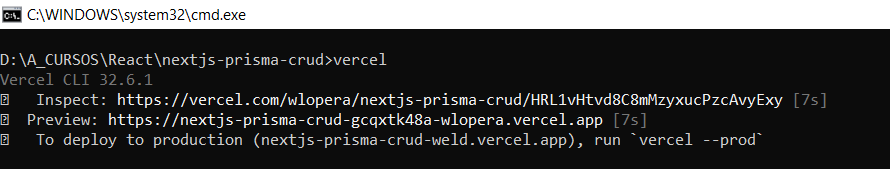 C:\WINDOWS\system32\cmd.exe
D:\A_CURSOS\React\nextjs-prisma-crud>vercel
Vercel CLI 32.6.1
Inspect: https://vercel.com/wlopera/nextjs-prisma-crud/HRL1vHtvd8C8mMzyxucPzcAvyExy [7s]
Preview: https://nextjs-prisma-crud-gcqxtk48a-wlopera.vercel.app [7s]
To deploy to production (nextjs-prisma-crud-weld.vercel.app), run `vercel --prod`